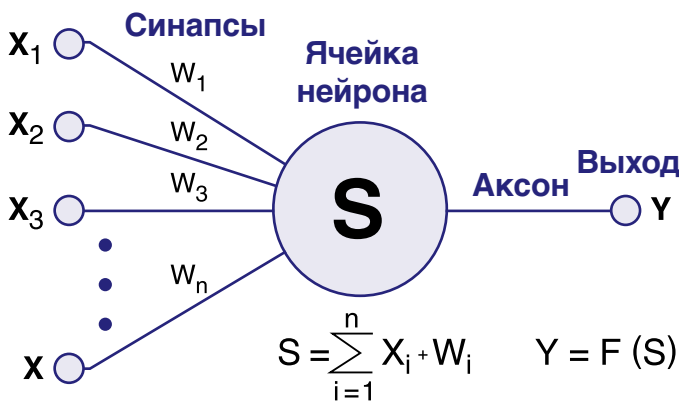 Синапсы
Ячейка
нейрона
X₁
W₁
X₂
W₂
X₃
W₃
S
Аксон
Выход
Y
Wₙ
X
n
S = ∑ Xᵢ + Wᵢ
i = 1
Y = F (S)